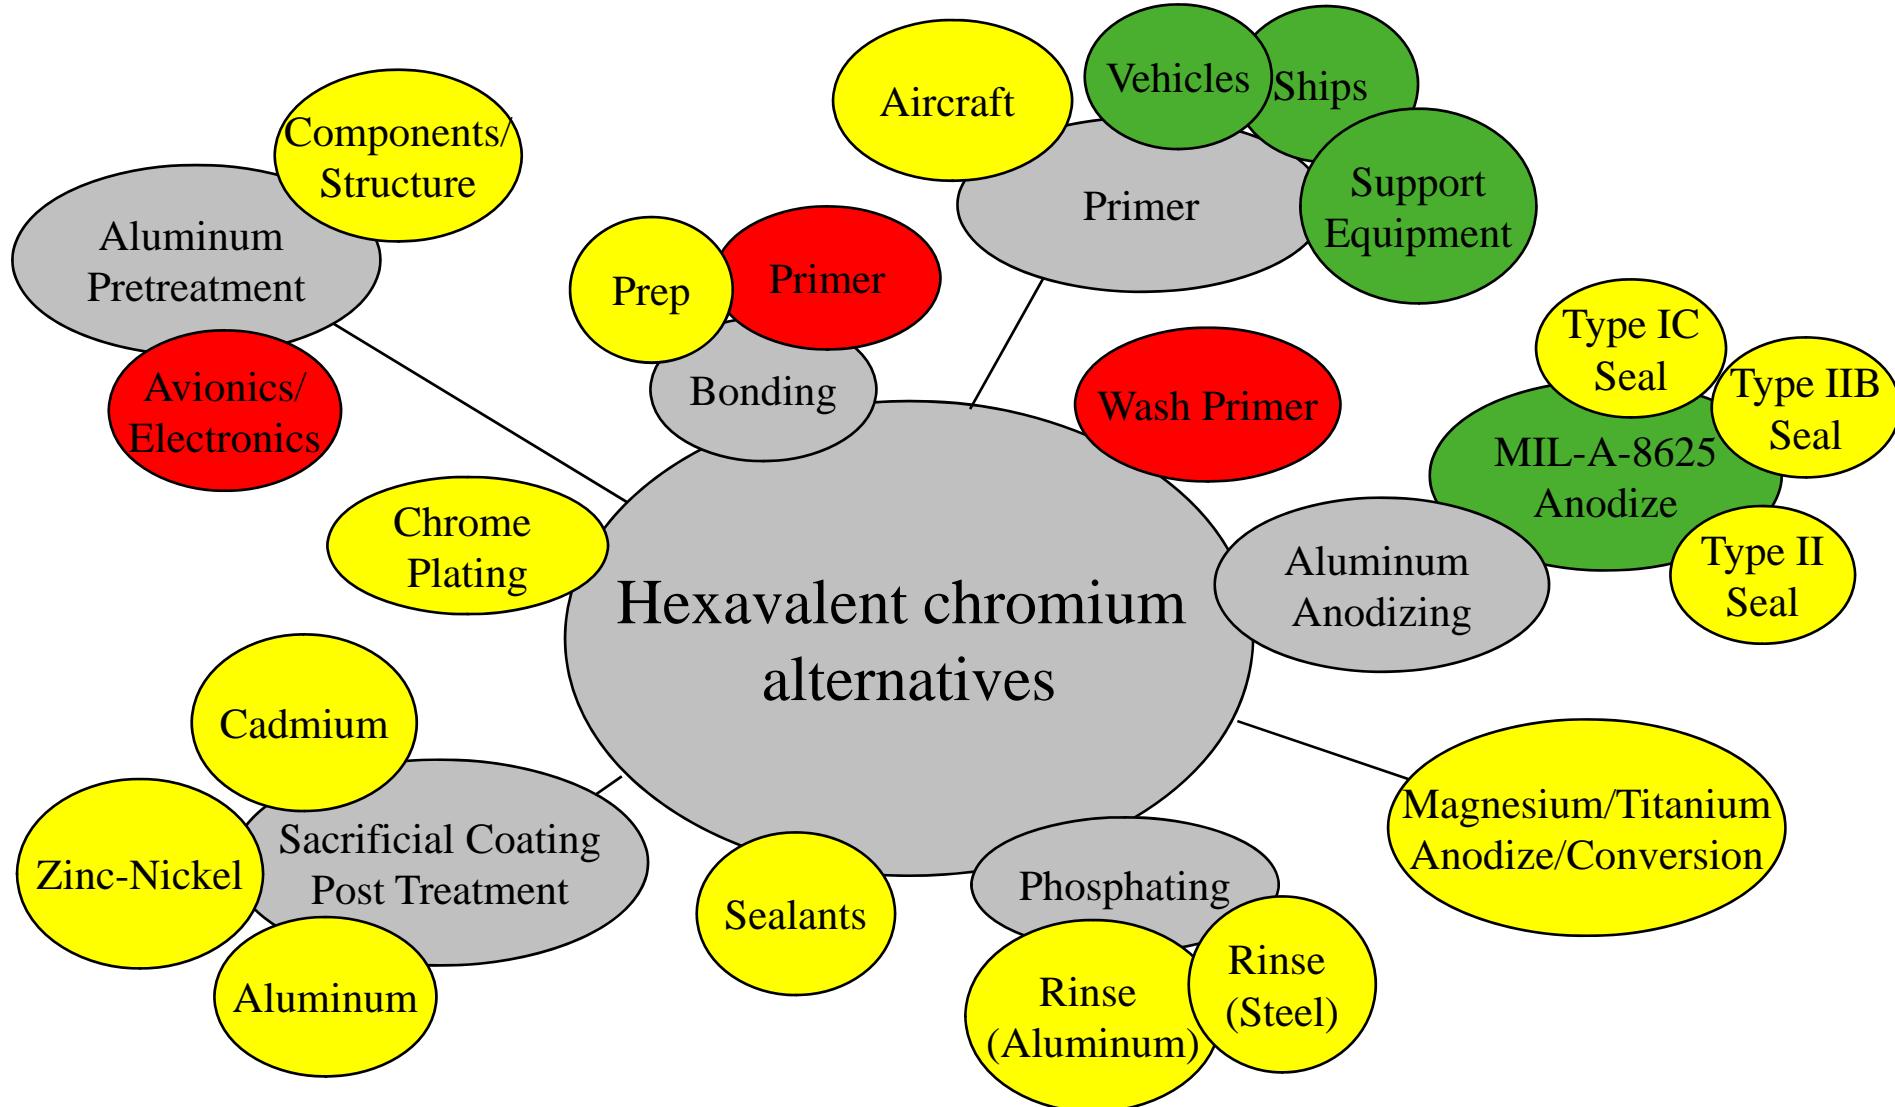 Aircraft
Vehicles
Ships
Support
Equipment
Primer
Components/
Structure
Aluminum
Pretreatment
Avionics/
Electronics
Prep
Primer
Bonding
Wash Primer
Type IC
Seal
Type IIB
Seal
MIL-A-8625
Anodize
Type II
Seal
Aluminum
Anodizing
Chrome
Plating
Hexavalent chromium
alternatives
Cadmium
Zinc-Nickel
Sacrificial Coating
Post Treatment
Aluminum
Sealants
Phosphating
Rinse
(Aluminum)
Rinse
(Steel)
Magnesium/Titanium
Anodize/Conversion